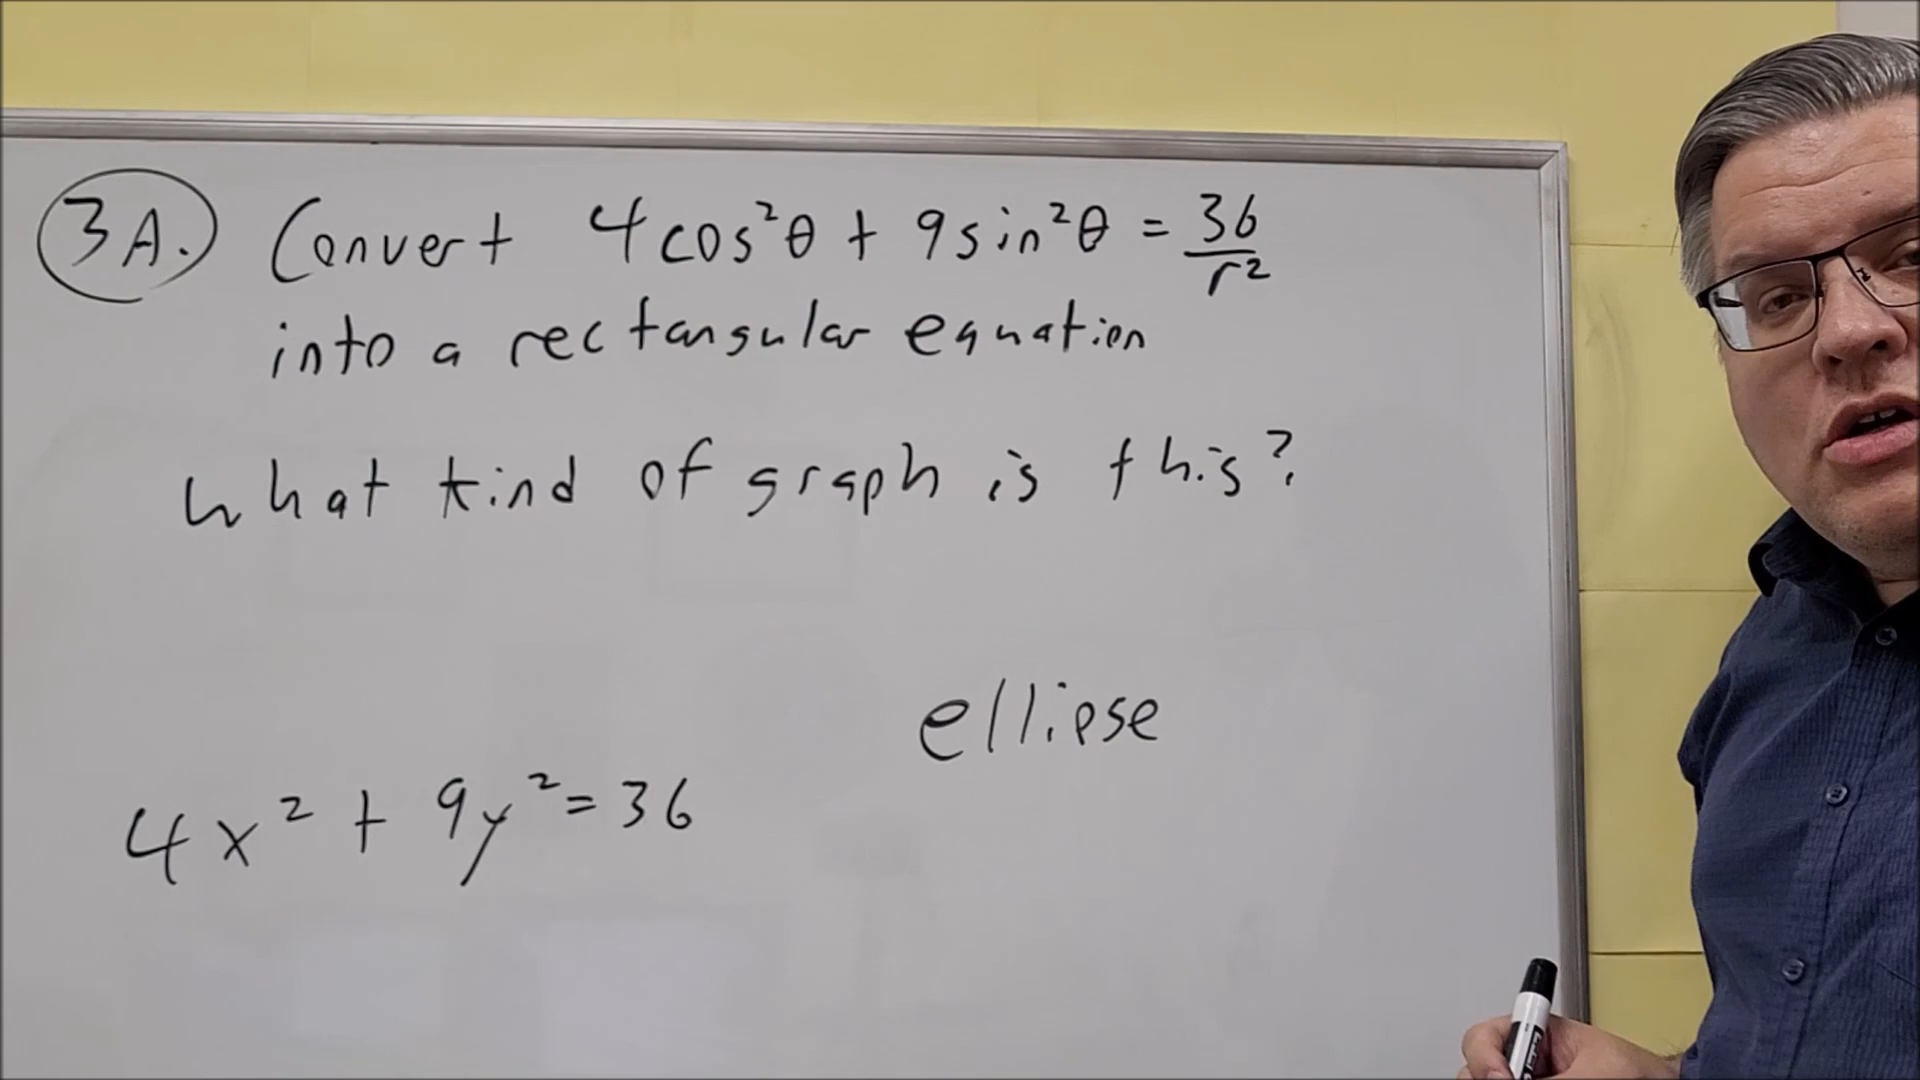 3A. Convert 4cos²θ + 9sin²θ = 36/r²
into a rectangular equation
What kind of graph is this?
ellipse
4x² + 9y² = 36